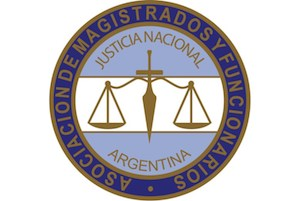 ASOCIACION DE MAGISTRADOS Y FUNCIONARIOS
JUSTICIA NACIONAL
ARGENTINA